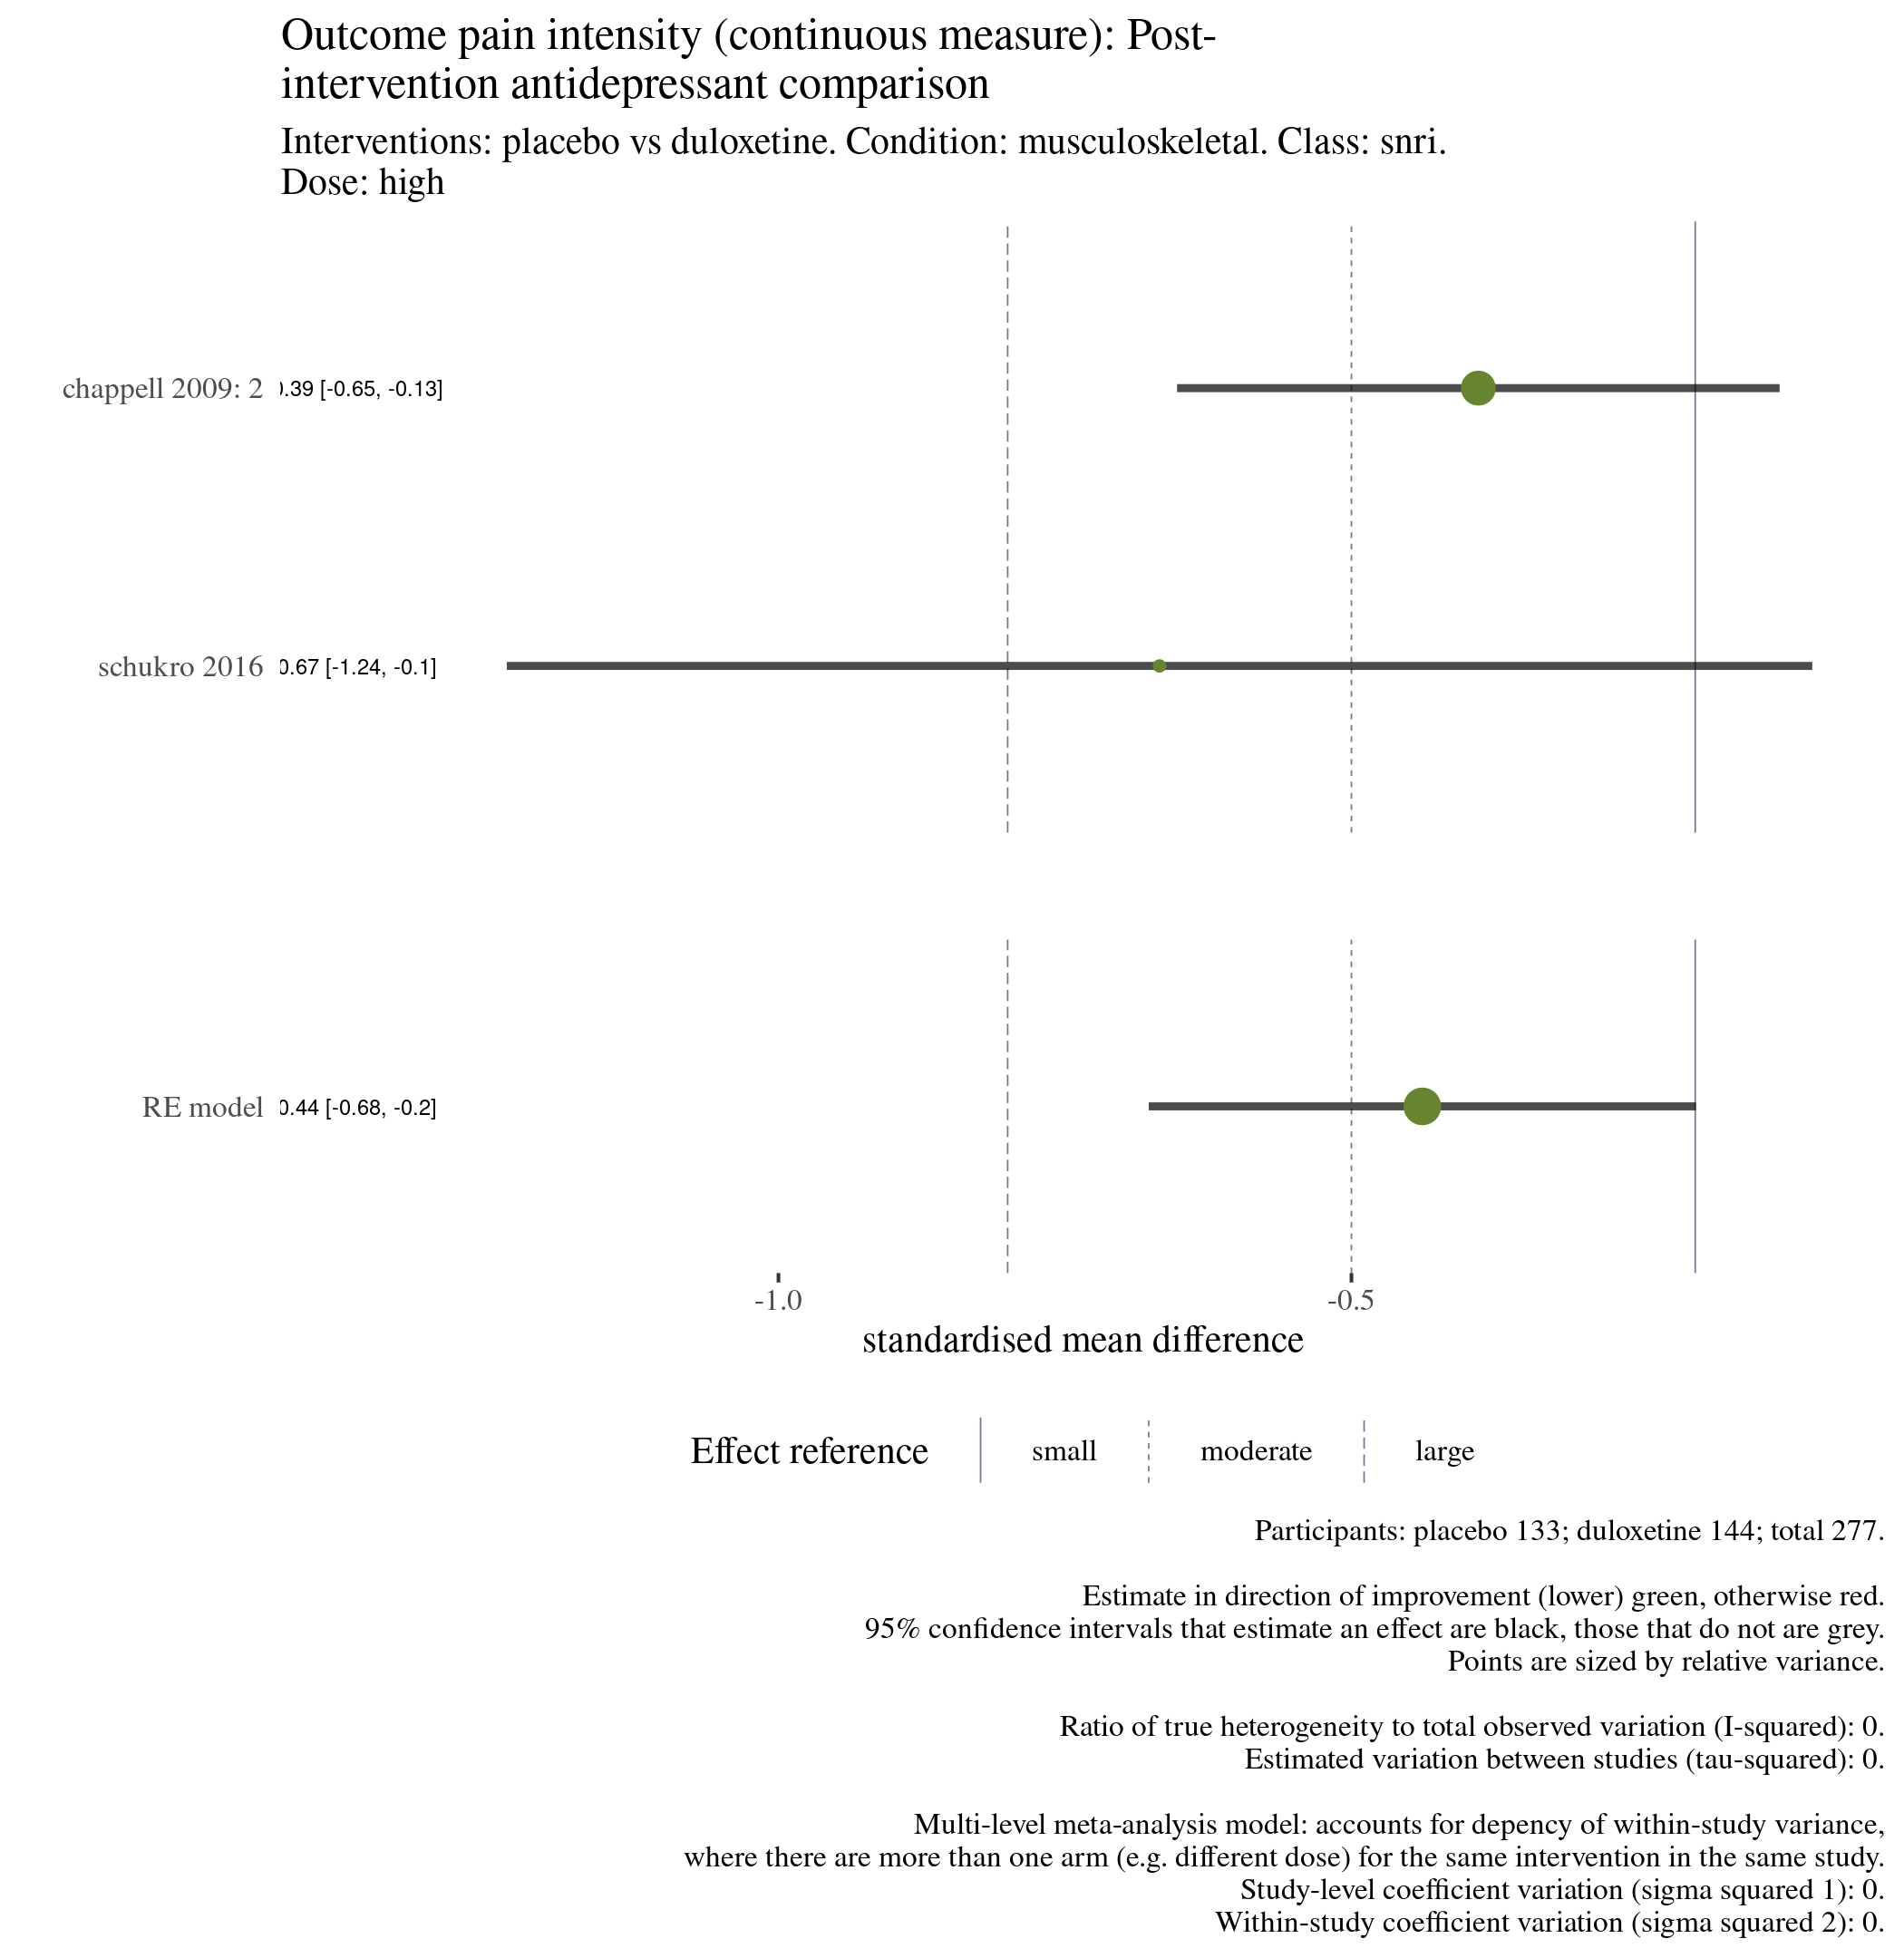 Outcome pain intensity (continuous measure): Post-
intervention antidepressant comparison
Interventions: placebo vs duloxetine. Condition: musculoskeletal. Class: snri.
Dose: high
chappell 2009: 2 0.39 [-0.65, -0.13]
schukro 2016 0.67 [-1.24, -0.1]
RE model 0.44 [-0.68, -0.2]
-1.0 -0.5
standardised mean difference
Effect reference small moderate large
Participants: placebo 133; duloxetine 144; total 277.
Estimate in direction of improvement (lower) green, otherwise red.
95% confidence intervals that estimate an effect are black, those that do not are grey.
Points are sized by relative variance.
Ratio of true heterogeneity to total observed variation (I-squared): 0.
Estimated variation between studies (tau-squared): 0.
Multi-level meta-analysis model: accounts for depency of within-study variance,
where there are more than one arm (e.g. different dose) for the same intervention in the same study.
Study-level coefficient variation (sigma squared 1): 0.
Within-study coefficient variation (sigma squared 2): 0.